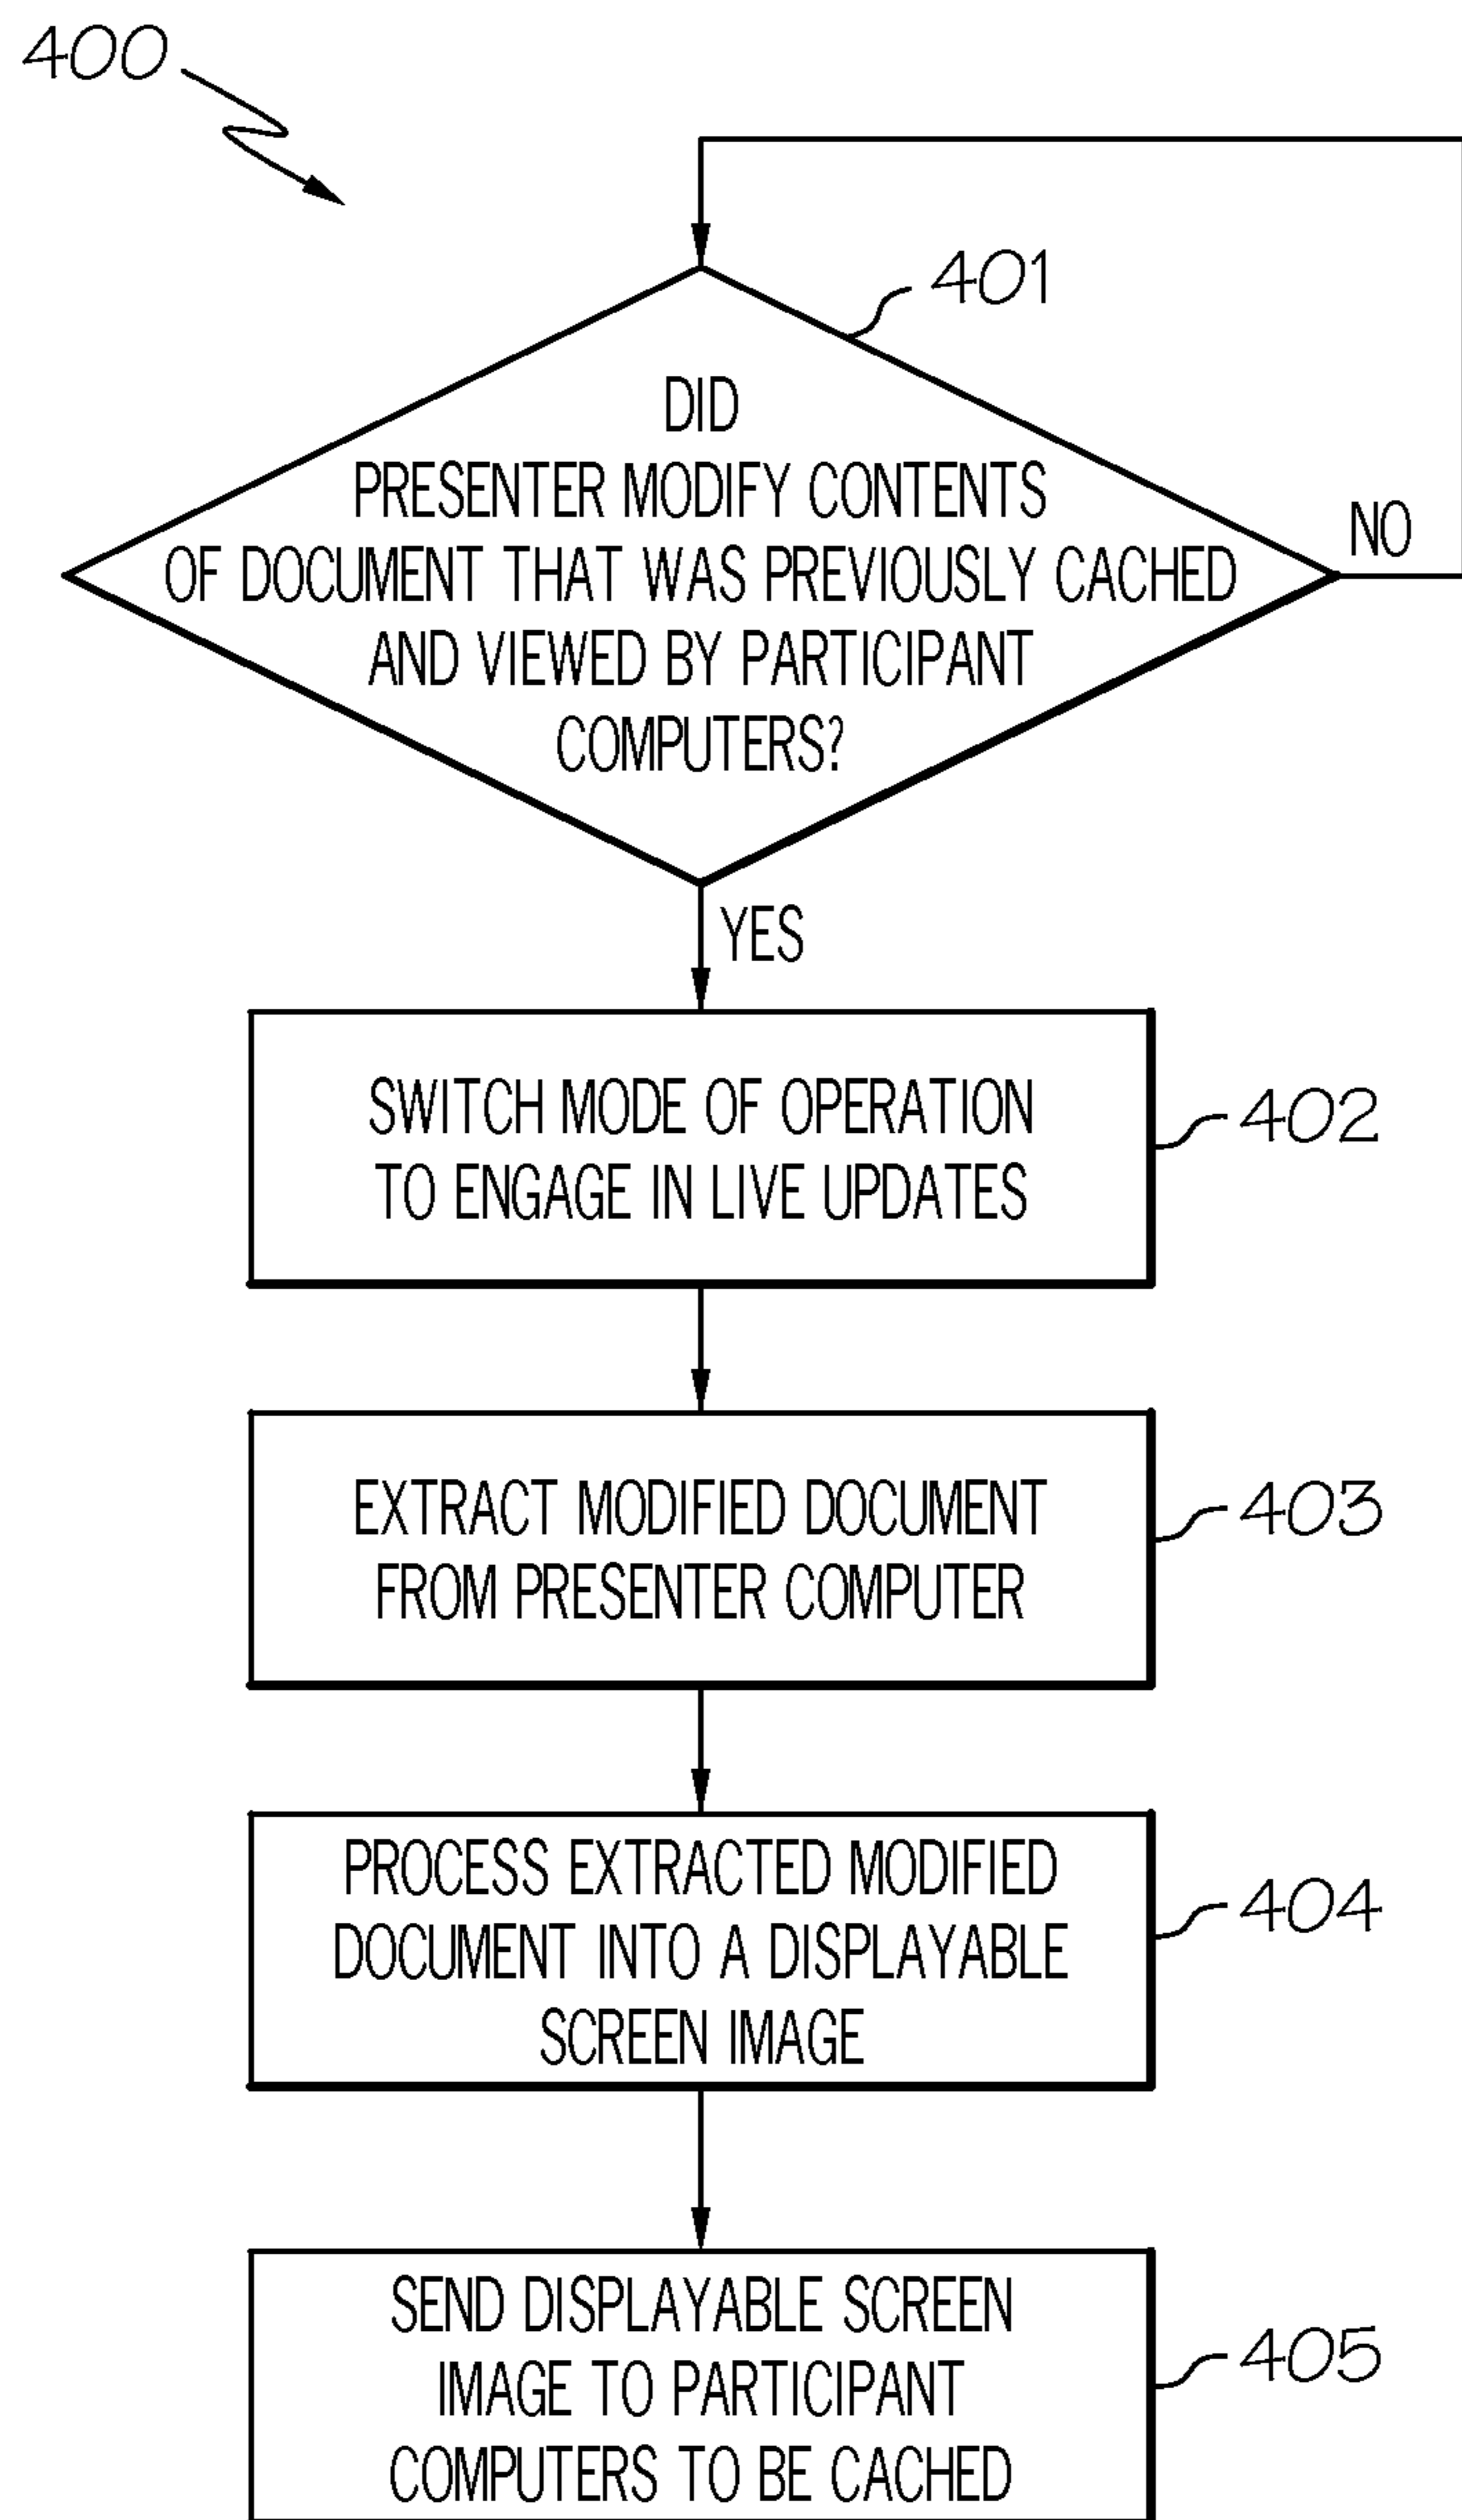 400
401
DID
PRESENTER MODIFY CONTENTS
OF DOCUMENT THAT WAS PREVIOUSLY CACHED
AND VIEWED BY PARTICIPANT
COMPUTERS?
NO
YES
SWITCH MODE OF OPERATION
TO ENGAGE IN LIVE UPDATES
402
EXTRACT MODIFIED DOCUMENT
FROM PRESENTER COMPUTER
403
PROCESS EXTRACTED MODIFIED
DOCUMENT INTO A DISPLAYABLE
SCREEN IMAGE
404
SEND DISPLAYABLE SCREEN
IMAGE TO PARTICIPANT
COMPUTERS TO BE CACHED
405